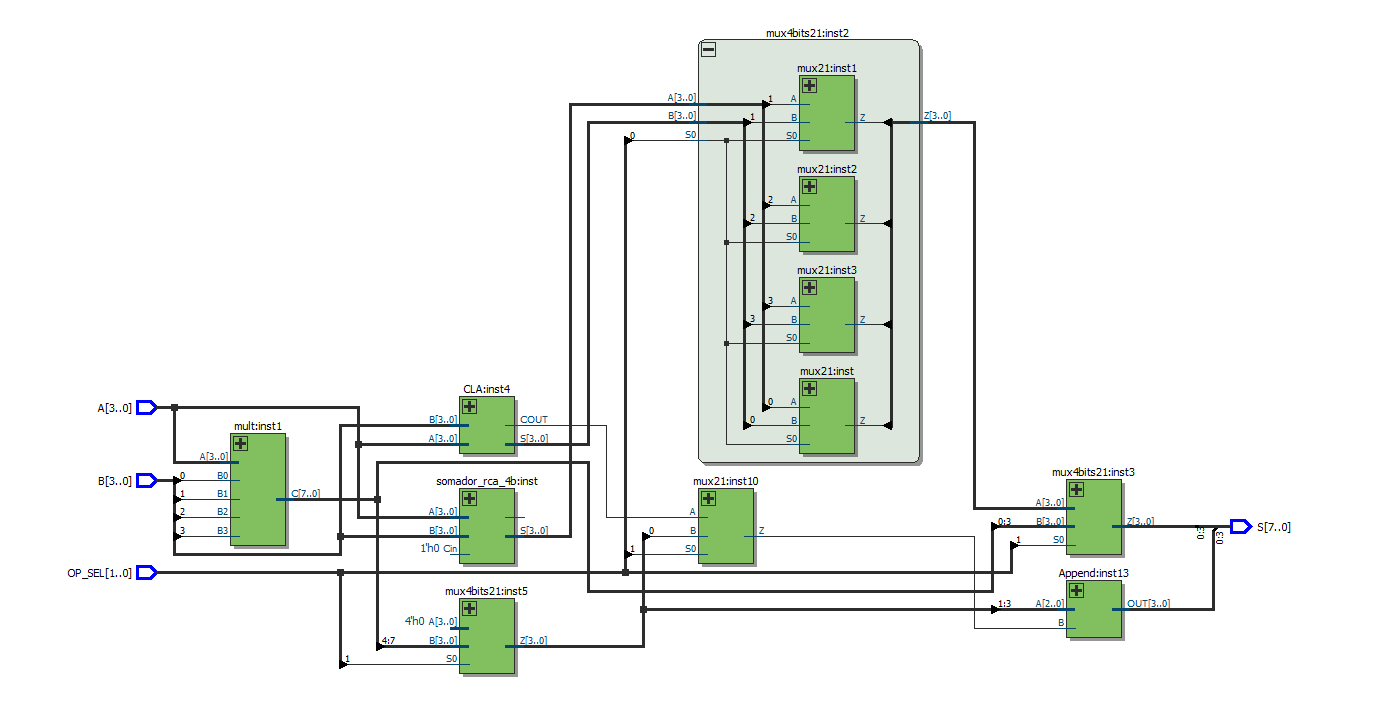 mux4bits21:inst2
mux21:inst1
A[3..0]
1 A
B[3..0]
1 B
Z
Z[3..0]
0
S0
S0
mux21:inst2
2 A
2 B
Z
S0
mux21:inst3
3 A
3 B
Z
S0
mux21:inst
0 A
0 B
Z
S0
CLA:inst4
A[3..0]
B[3..0]
COUT
A[3..0]
S[3..0]
mult:inst1
A[3..0]
B[3..0]
0 B0
1 B1
2 B2
3 B3
C[7..0]
somador_rca_4b:inst
A[3..0]
B[3..0]
S[3..0]
1'h0 Cin
mux21:inst10
A
0 B
Z
1 S0
mux4bits21:inst3
A[3..0]
0:3 B[3..0]
Z[3..0]
1 S0
0:3
0:3
S[7..0]
OP_SEL[1..0]
mux4bits21:inst5
4'h0 A[3..0]
4:7 B[3..0]
Z[3..0]
1 S0
Append:inst13
1:3 A[2..0]
OUT[3..0]
B